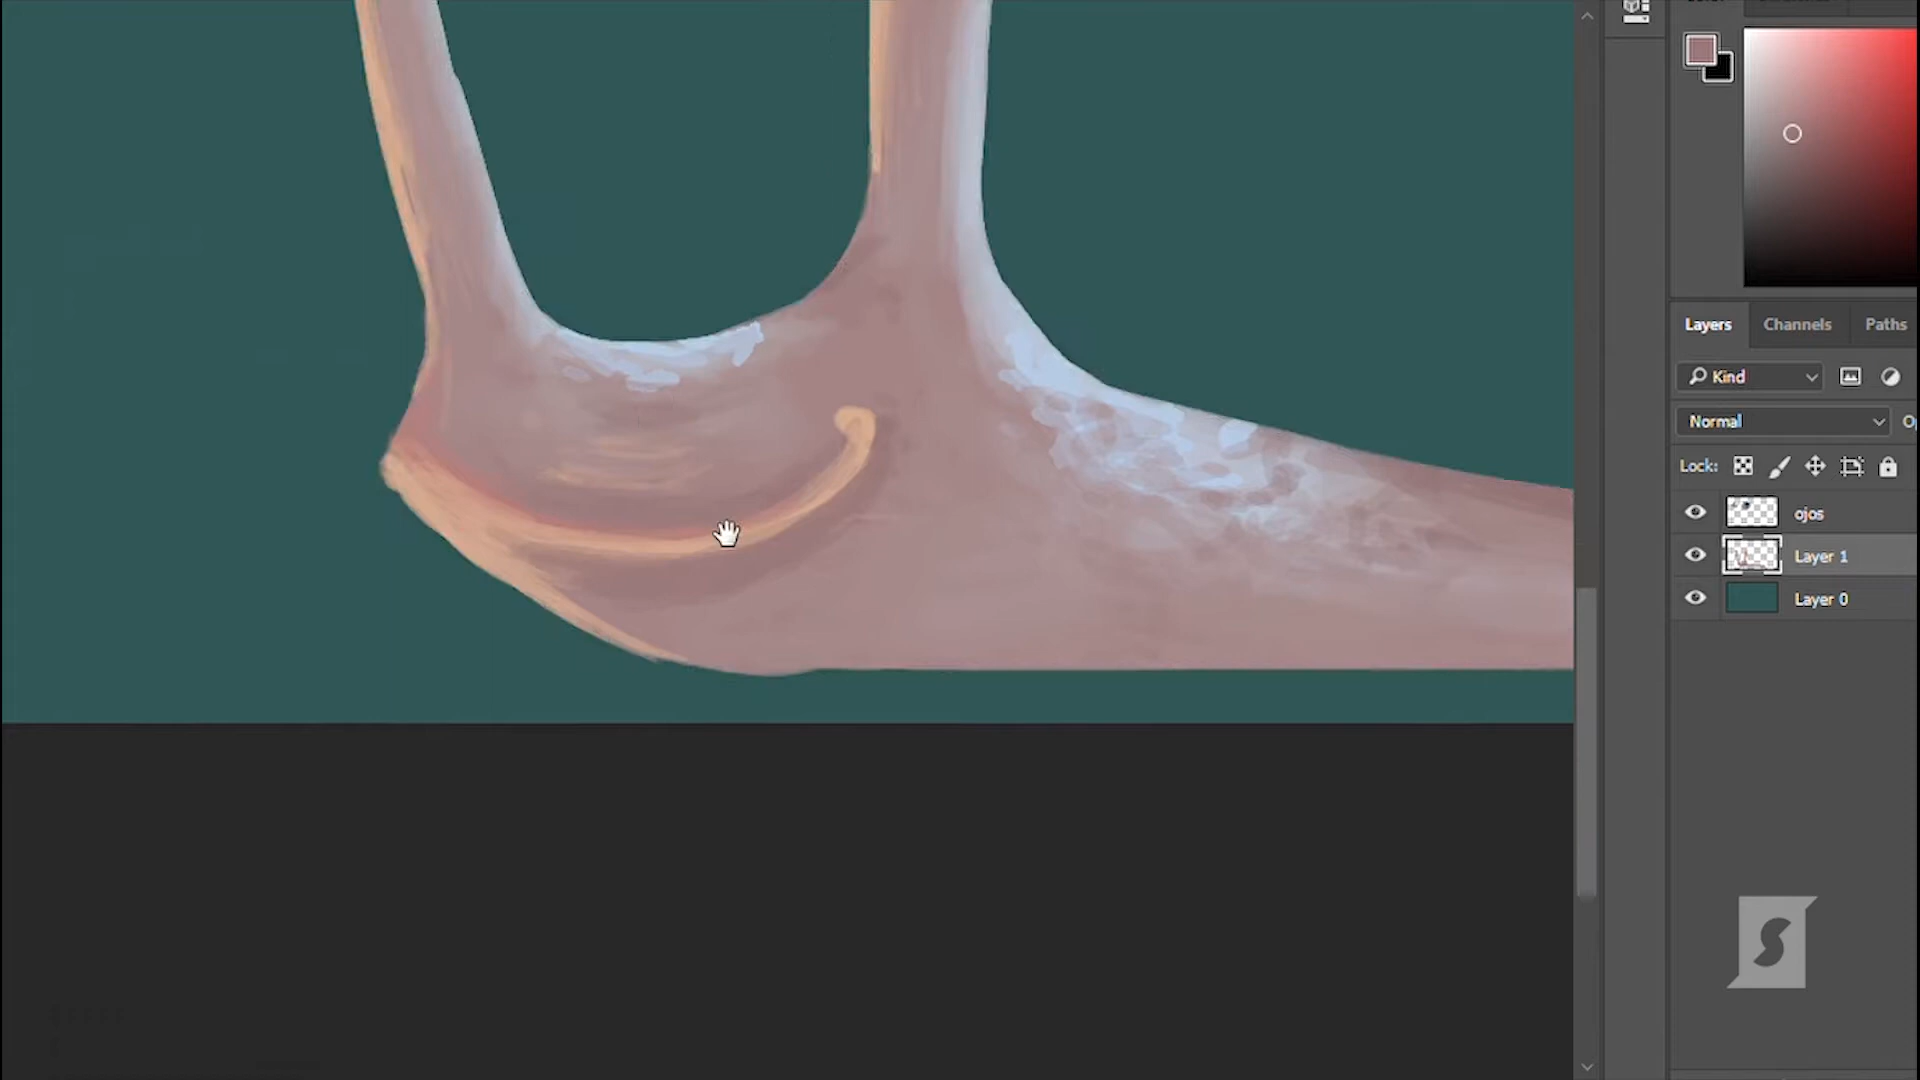 Layers Channels Paths
Kind
Normal
Lock:
ojos
Layer 1
Layer 0
S